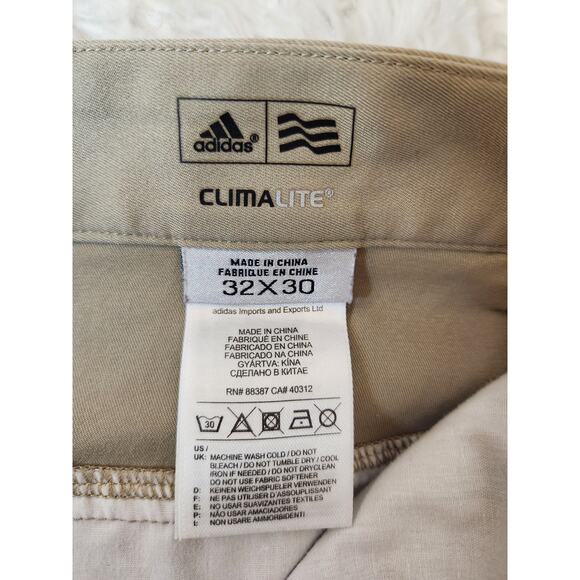 adidas®
CLIMALITE®
MADE IN CHINA
FABRIQUE EN CHINE
32X30
adidas Imports and Exports Ltd
MADE IN CHINA
FABRIQUÉ EN CHINE
FABRICADO EN CHINA
FABRICADO NA CHINA
GYÁRTVA: KÍNA
СДЕЛАНО В КИТАЕ
RN# 88387 CA# 40312
30
US /
UK: MACHINE WASH COLD / DO NOT
BLEACH / DO NOT TUMBLE DRY / COOL
IRON IF NEEDED / DO NOT DRYCLEAN
DO NOT USE FABRIC SOFTENER
D: KEINEN WEICHSPUELER VERWENDEN
F: NE PAS UTILISER D'ASSOUPLISSANT
E: NO USAR SUAVIZANTES TEXTILES
P: NÃO USAR AMACIADORES
I: NON USARE AMMORBIDENTI